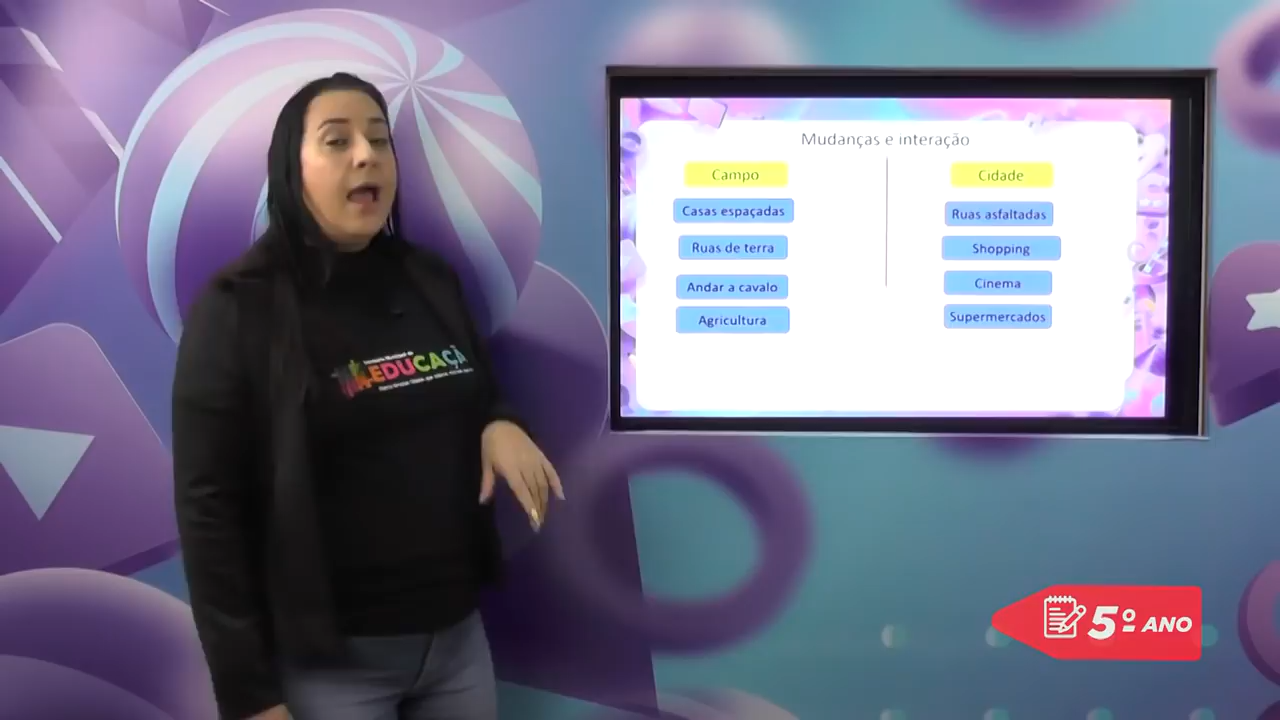 Mudanças e interação
Campo
Casas espaçadas
Ruas de terra
Andar a cavalo
Agricultura
Cidade
Ruas asfaltadas
Shopping
Cinema
Supermercados
EDUCAÇÃ
5º ANO